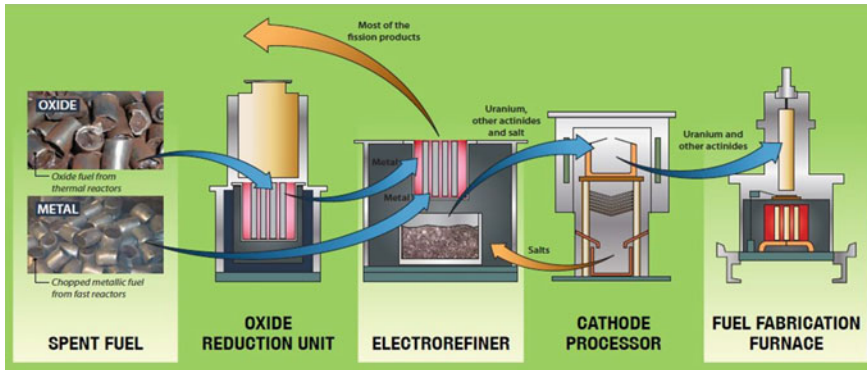 Most of the
fission products
OXIDE
Oxide fuel from
thermal reactors
METAL
Chopped metallic fuel
from fast reactors
Metals
Metal
Uranium,
other actinides
and salt
Salts
Uranium and
other actinides
SPENT FUEL
OXIDE
REDUCTION UNIT
ELECTROREFINER
CATHODE
PROCESSOR
FUEL FABRICATION
FURNACE